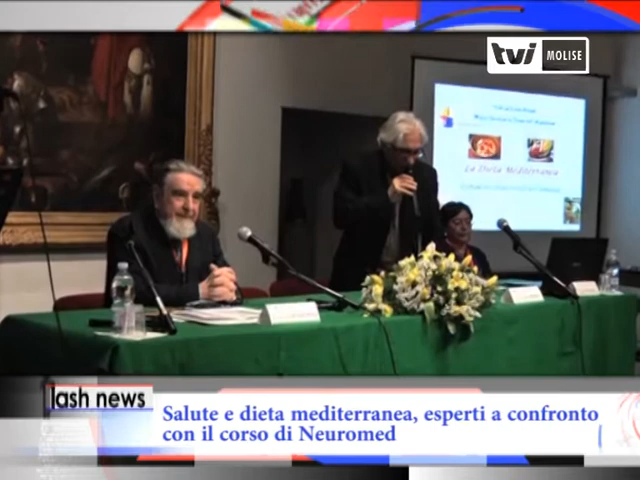 tvi MOLISE
La Dieta Mediterranea
lash news
Salute e dieta mediterranea, esperti a confronto
con il corso di Neuromed